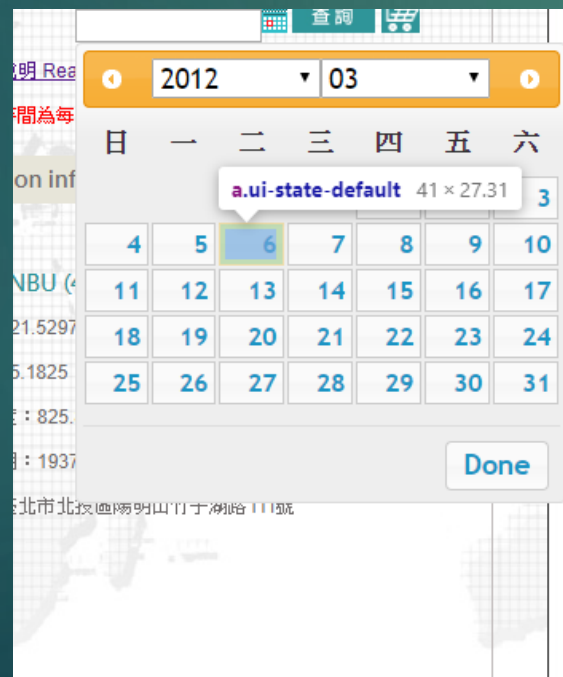 查詢
明 Rea
2012 03
間為每
日 一 二 三 四 五 六
on inf
a.ui-state-default 41 × 27.31
3
4 5 6 7 8 9 10
NBU (4
11 12 13 14 15 16 17
21.5297
18 19 20 21 22 23 24
5.1825
25 26 27 28 29 30 31
：825.
Done
：1937
北市北投區陽明山竹子湖路111號